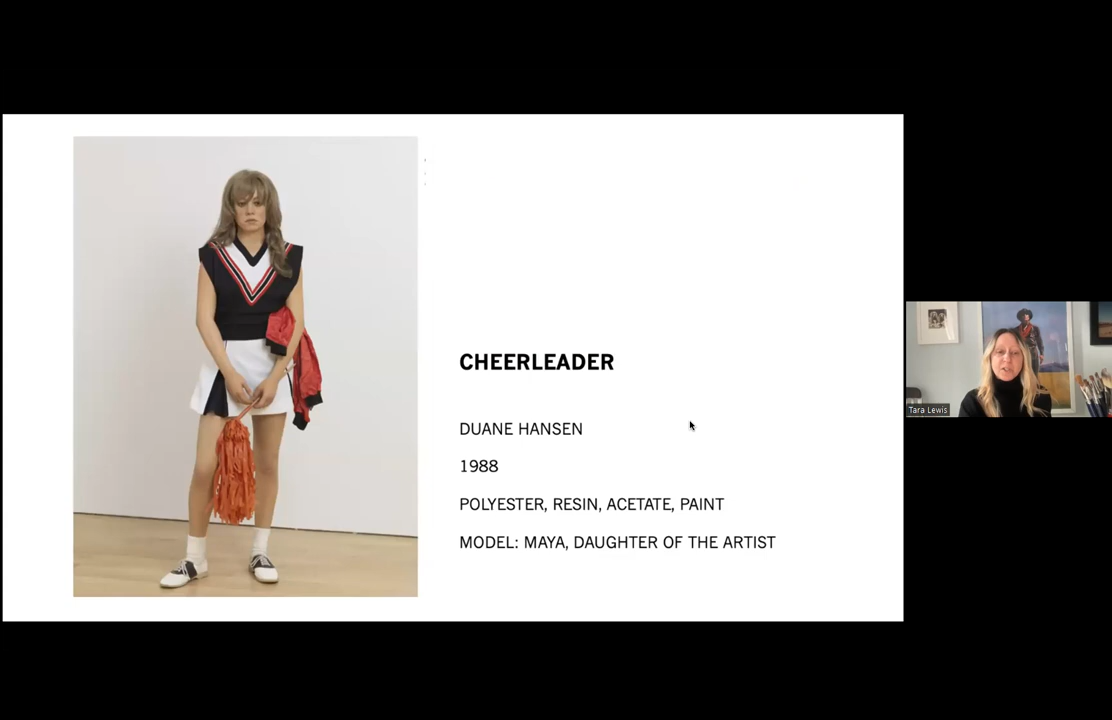 CHEERLEADER
DUANE HANSEN
1988
POLYESTER, RESIN, ACETATE, PAINT
MODEL: MAYA, DAUGHTER OF THE ARTIST
Tara Lewis